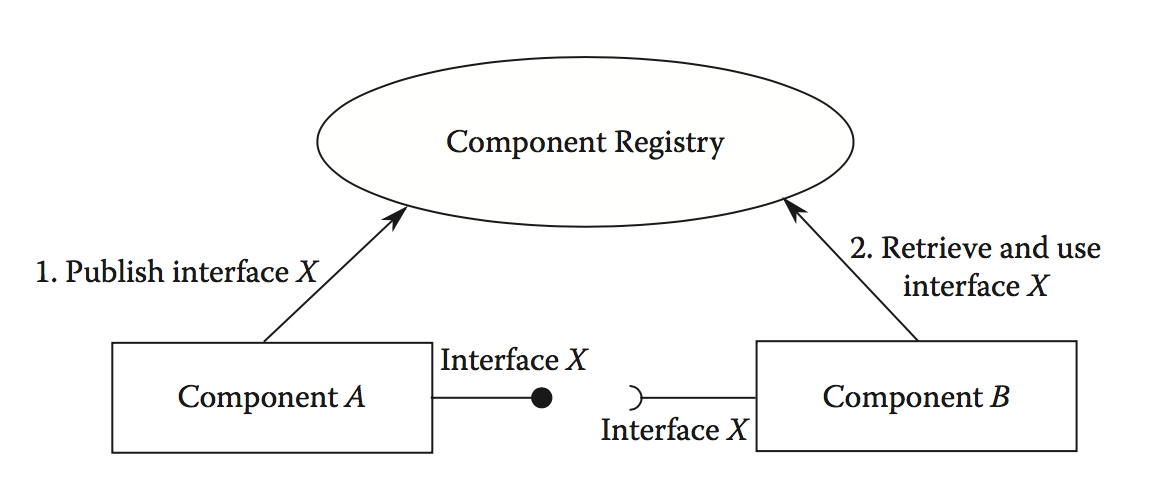 Component Registry
1. Publish interface X
2. Retrieve and use
interface X
Component A
Interface X
Interface X
Component B